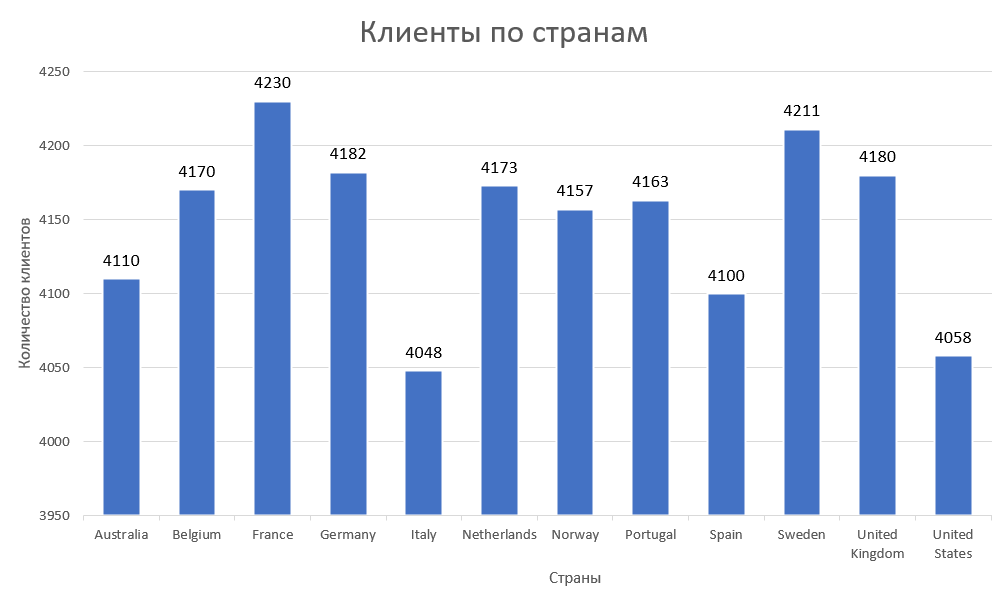 Клиенты по странам
4250
4200
4150
4100
4050
4000
3950
Количество клиентов
4110
4170
4230
4182
4048
4173
4157
4163
4100
4211
4180
4058
Australia
Belgium
France
Germany
Italy
Netherlands
Norway
Portugal
Spain
Sweden
United
Kingdom
United
States
Страны